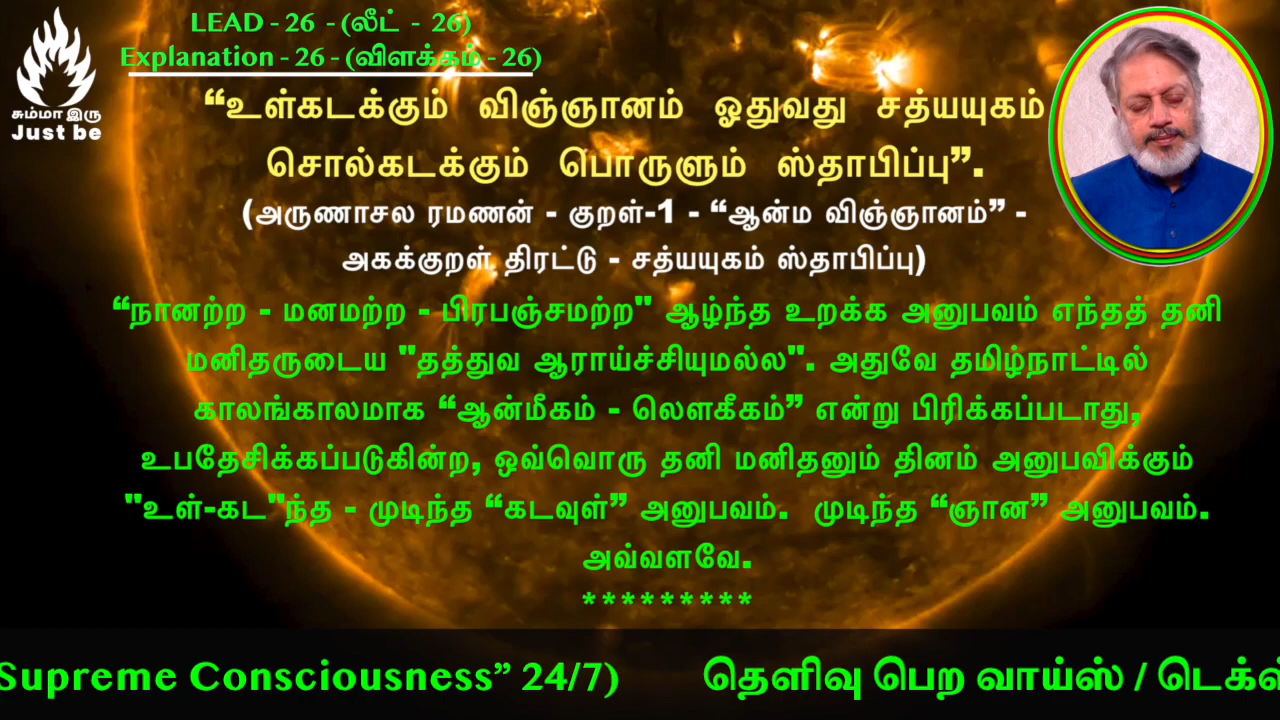 LEAD - 26 - (லீட் - 26)
Explanation - 26 - (விளக்கம் - 26)
சும்மா இரு
Just be
“உள்கடக்கும் விஞ்ஞானம் ஓதுவது சத்யயுகம்
சொல்கடக்கும் பொருளும் ஸ்தாபிப்பு”.
(அருணாசல ரமணன் - குறள்-1 - “ஆன்ம விஞ்ஞானம்” -
அகக்குறள் திரட்டு - சத்யயுகம் ஸ்தாபிப்பு)
“நானற்ற - மனமற்ற - பிரபஞ்சமற்ற" ஆழ்ந்த உறக்க அனுபவம் எந்தத் தனி
மனிதருடைய "தத்துவ ஆராய்ச்சியுமல்ல". அதுவே தமிழ்நாட்டில்
காலங்காலமாக “ஆன்மீகம் - லௌகீகம்” என்று பிரிக்கப்படாது,
உபதேசிக்கப்படுகின்ற, ஒவ்வொரு தனி மனிதனும் தினம் அனுபவிக்கும்
"உள்-கட"ந்த - முடிந்த “கடவுள்” அனுபவம். முடிந்த “ஞான” அனுபவம்.
அவ்வளவே.
*********
Supreme Consciousness” 24/7) தெளிவு பெற வாய்ஸ் /